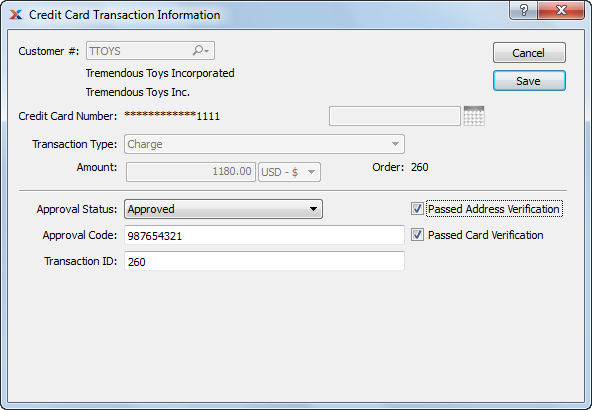 Credit Card Transaction Information
Customer #: TTOYS
Cancel
Tremendous Toys Incorporated
Save
Tremendous Toys Inc.
Credit Card Number: ************1111
Transaction Type: Charge
Amount: 1180.00 USD - $ Order: 260
Approval Status: Approved Passed Address Verification
Approval Code: 987654321 Passed Card Verification
Transaction ID: 260